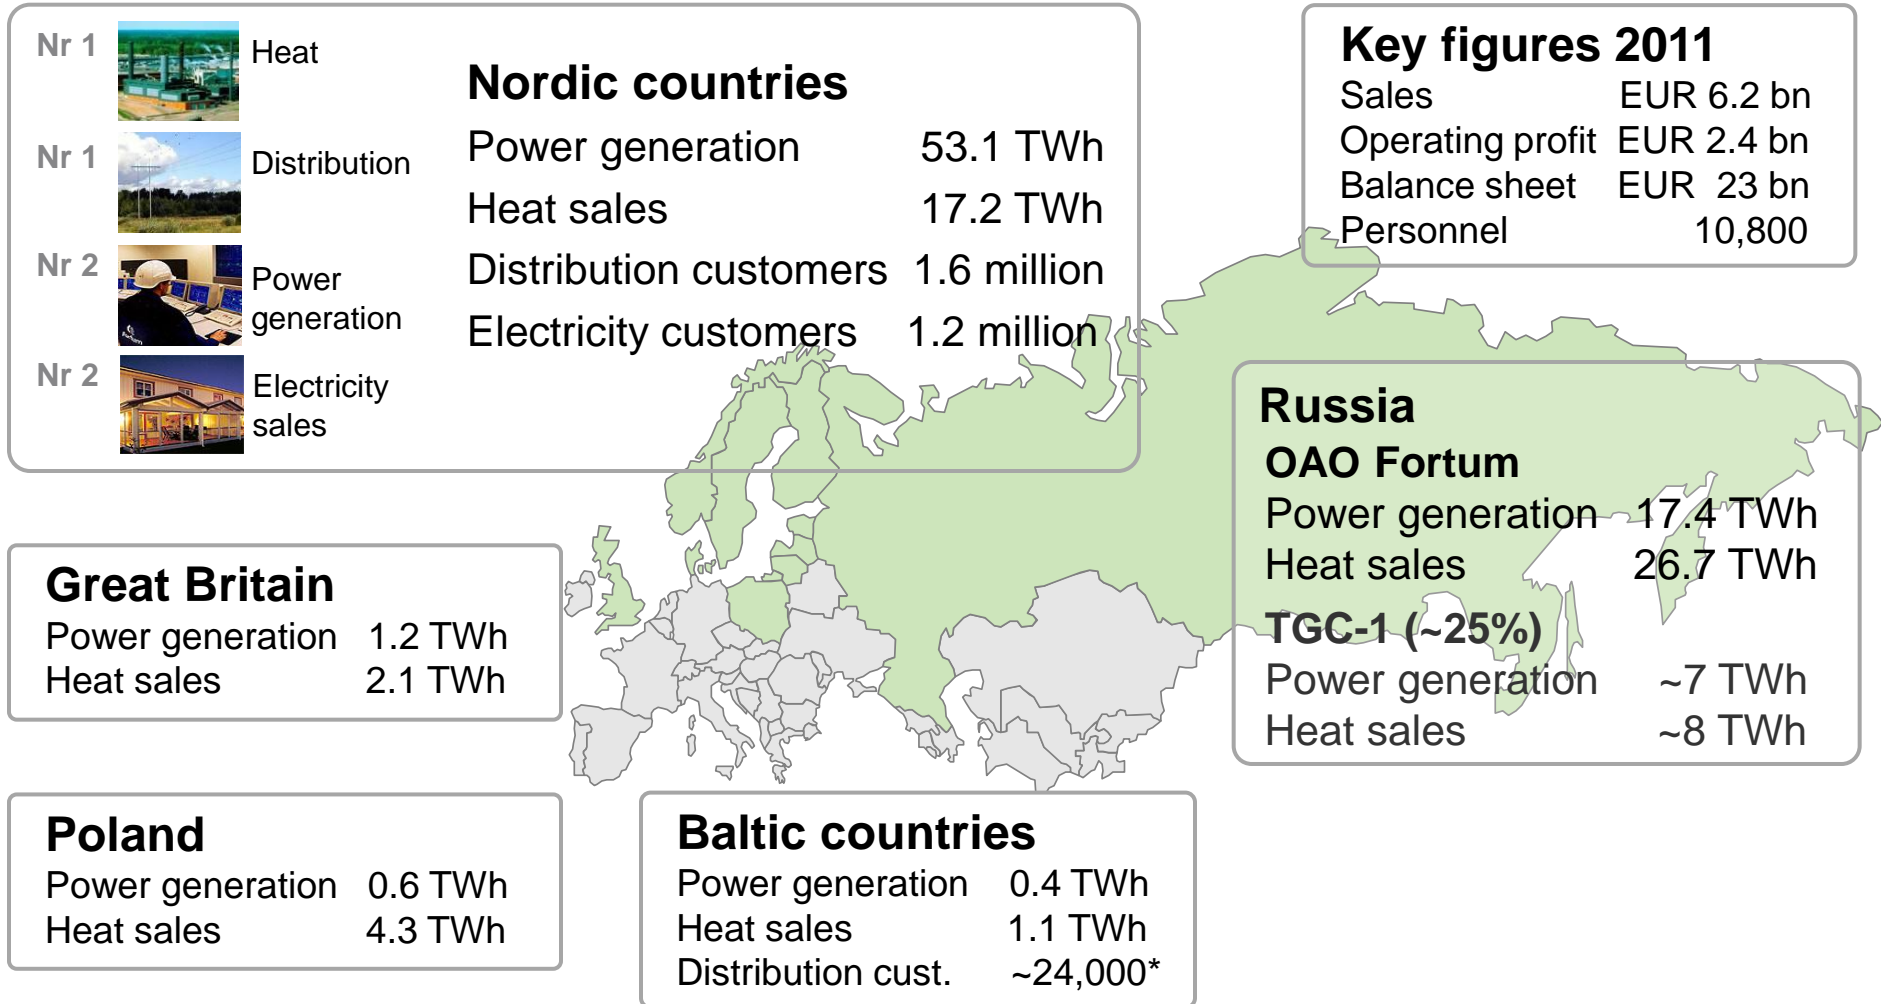 Nr 1 Heat
Nr 1 Distribution
Nr 2 Power
generation
Nr 2 Electricity
sales
Nordic countries
Power generation 53.1 TWh
Heat sales 17.2 TWh
Distribution customers 1.6 million
Electricity customers 1.2 million
Key figures 2011
Sales EUR 6.2 bn
Operating profit EUR 2.4 bn
Balance sheet EUR 23 bn
Personnel 10,800
Russia
OAO Fortum
Power generation 17.4 TWh
Heat sales 26.7 TWh
TGC-1 (~25%)
Power generation ~7 TWh
Heat sales ~8 TWh
Great Britain
Power generation 1.2 TWh
Heat sales 2.1 TWh
Poland
Power generation 0.6 TWh
Heat sales 4.3 TWh
Baltic countries
Power generation 0.4 TWh
Heat sales 1.1 TWh
Distribution cust. ~24,000*